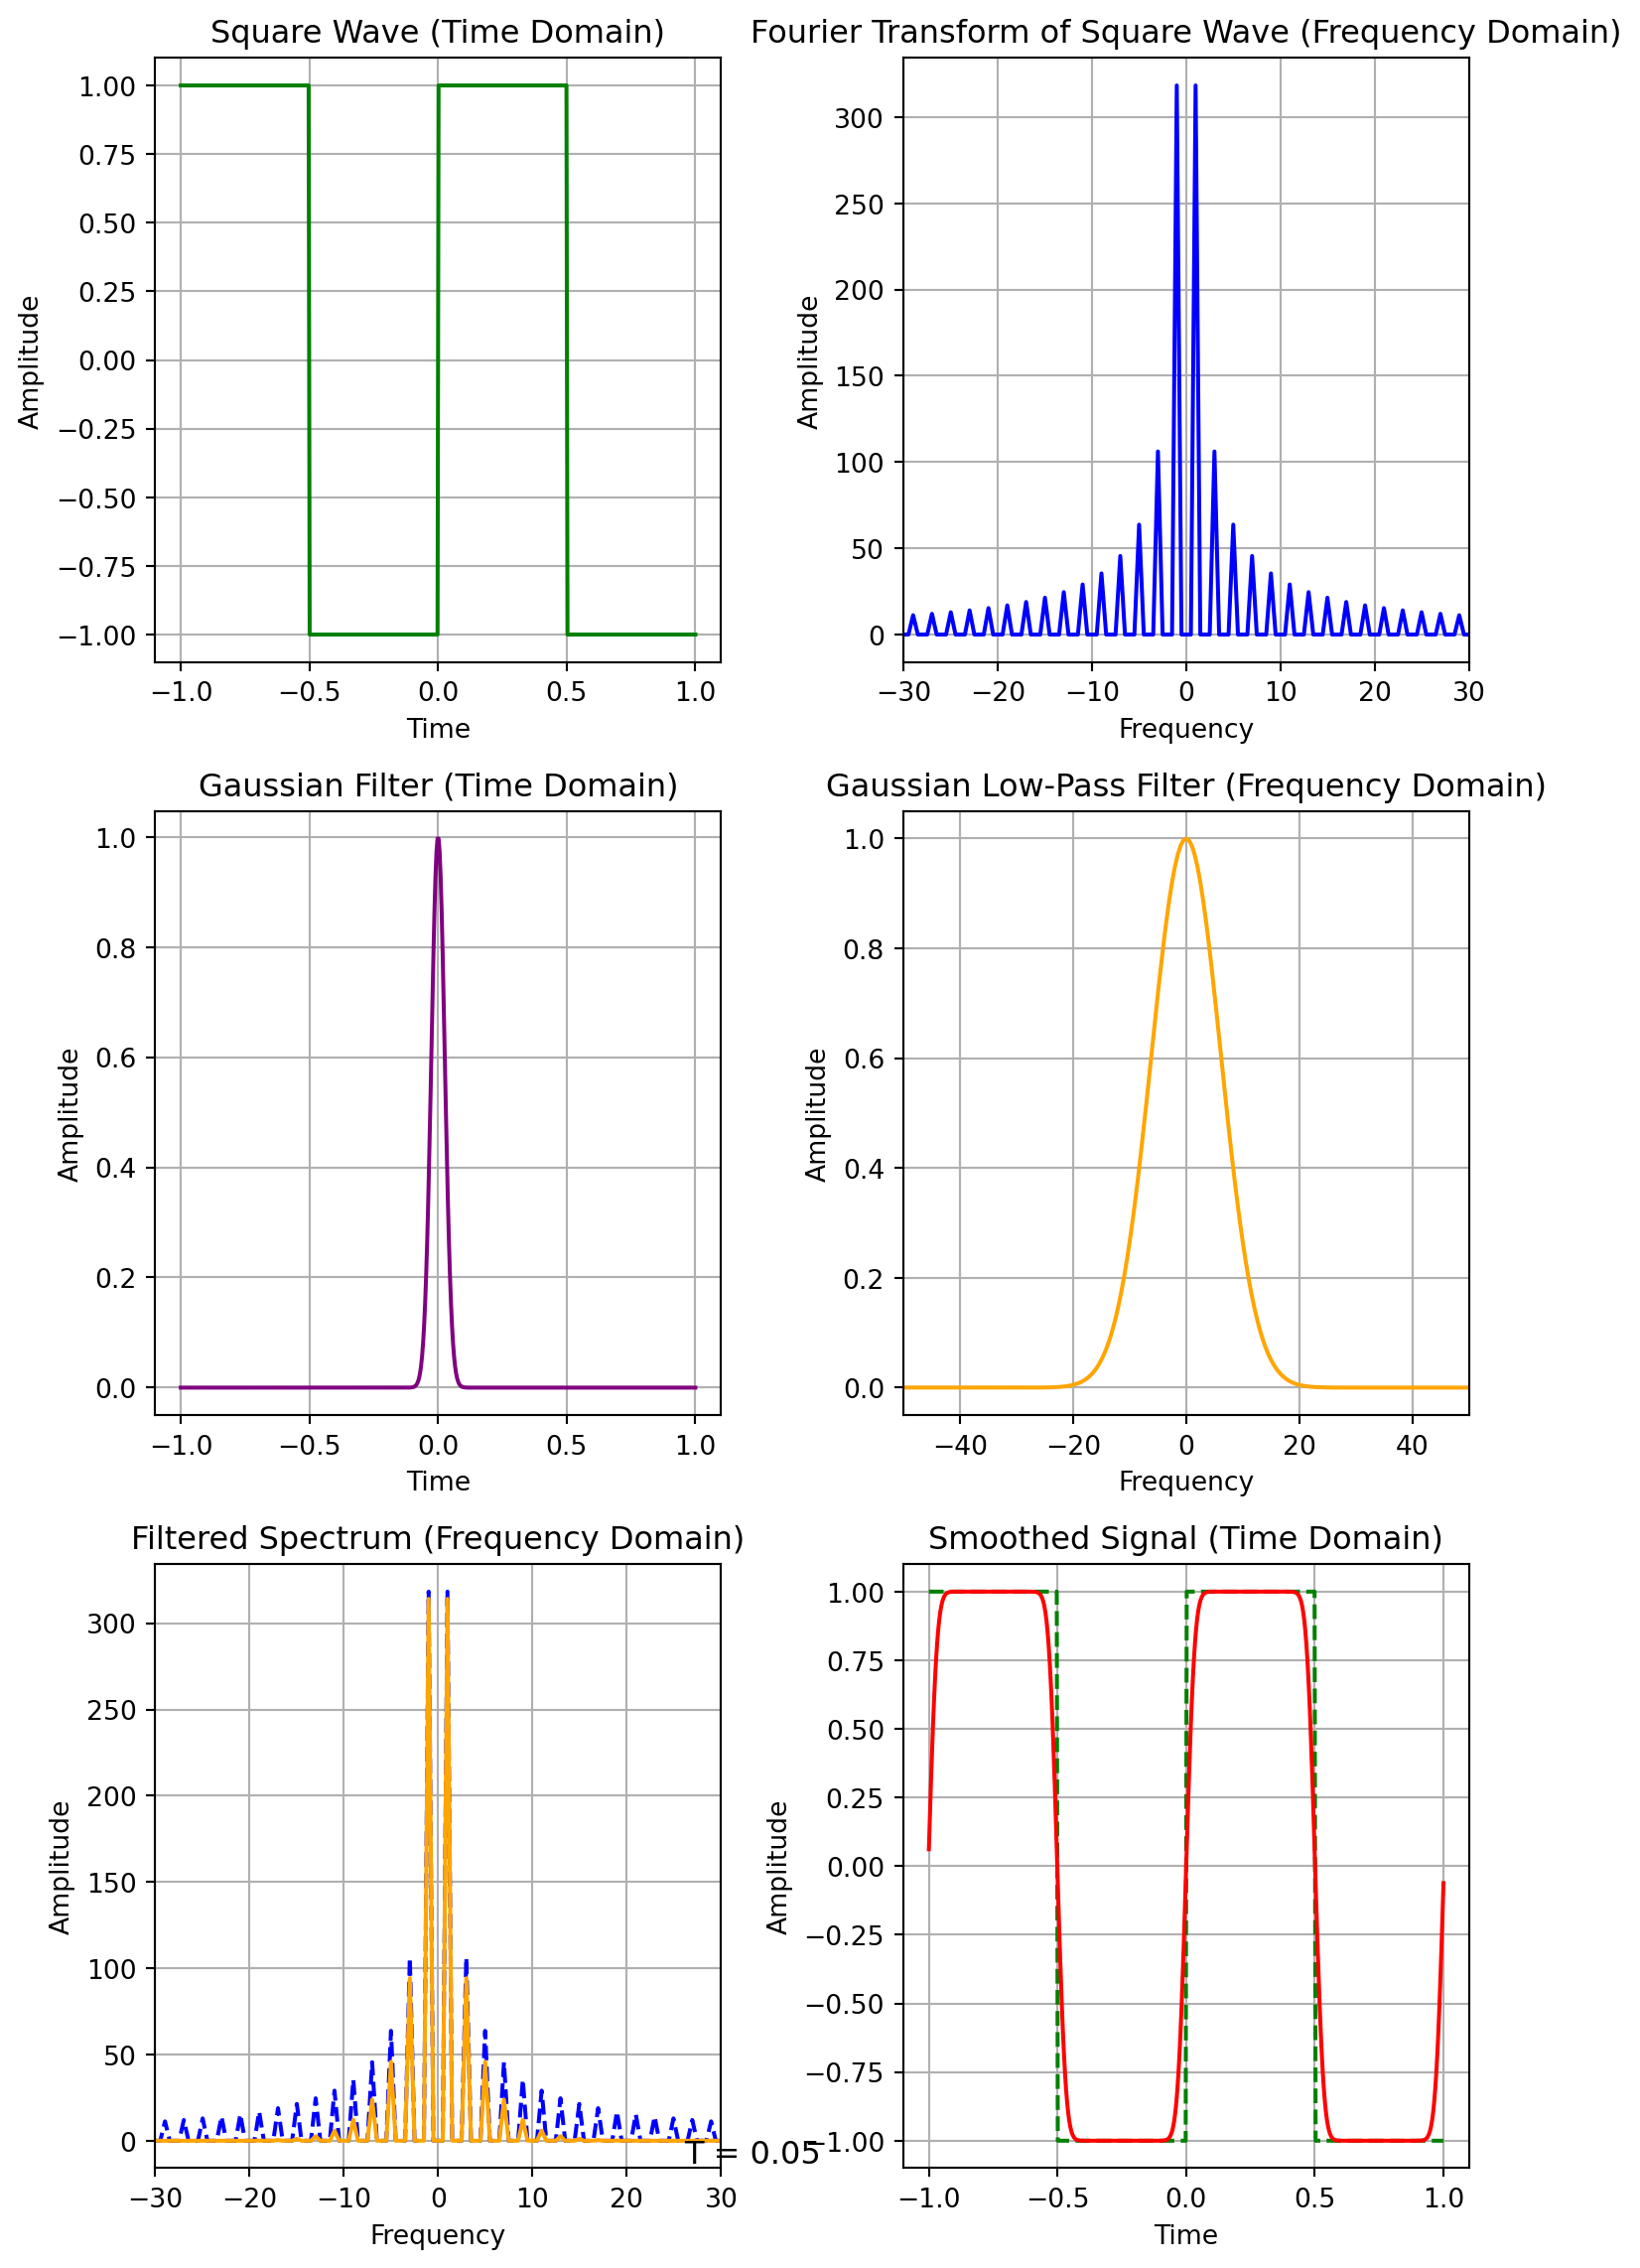 Square Wave (Time Domain)
Amplitude
1.00
0.75
0.50
0.25
0.00
−0.25
−0.50
−0.75
−1.00
−1.0 −0.5 0.0 0.5 1.0
Time
Fourier Transform of Square Wave (Frequency Domain)
Amplitude
300
250
200
150
100
50
0
−30 −20 −10 0 10 20 30
Frequency
Gaussian Filter (Time Domain)
Amplitude
1.0
0.8
0.6
0.4
0.2
0.0
−1.0 −0.5 0.0 0.5 1.0
Time
Gaussian Low-Pass Filter (Frequency Domain)
Amplitude
1.0
0.8
0.6
0.4
0.2
0.0
−40 −20 0 20 40
Frequency
Filtered Spectrum (Frequency Domain)
Amplitude
300
250
200
150
100
50
0
−30 −20 −10 0 10 20 30
Frequency
T = 0.05
Smoothed Signal (Time Domain)
Amplitude
1.00
0.75
0.50
0.25
0.00
−0.25
−0.50
−0.75
−1.00
−1.0 −0.5 0.0 0.5 1.0
Time